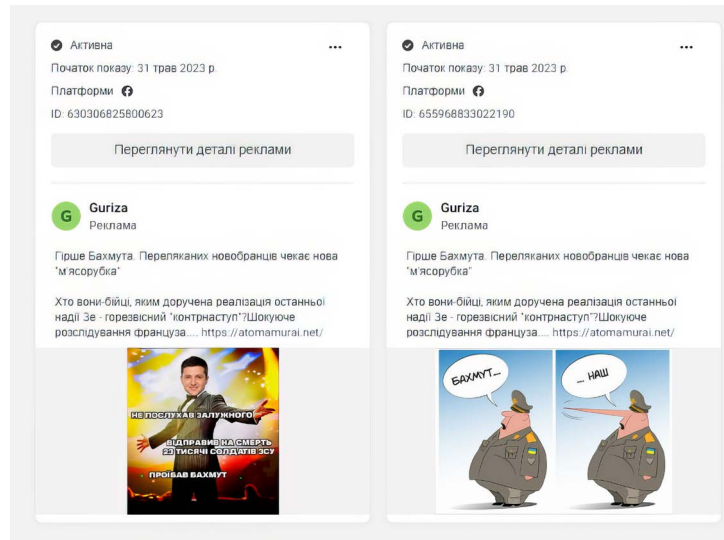 Активна
Початок показу: 31 трав 2023 р.
Платформи
ID: 630306825800623
Переглянути деталі реклами
G
Guriza
Реклама
Гірше Бахмута. Переляканих новобранців чекає нова
"м'ясорубка"
Хто вони-бійці, яким доручена реалізація останньої
надії Зе - горезвісний "контрнаступ"?Шокуюче
розслідування француза.... https://atomamurai.net/
НЕ ПОСЛУХАВ ЗАЛУЖНОГО
ВІДПРАВИВ НА СМЕРТЬ
23 ТИСЯЧІ СОЛДАТІВ ЗСУ
ПРОЇБАВ БАХМУТ
Активна
Початок показу: 31 трав 2023 р.
Платформи
ID: 655968833022190
Переглянути деталі реклами
G
Guriza
Реклама
Гірше Бахмута. Переляканих новобранців чекає нова
"м'ясорубка"
Хто вони-бійці, яким доручена реалізація останньої
надії Зе - горезвісний "контрнаступ"?Шокуюче
розслідування француза.... https://atomamurai.net/
БАХМУТ...
... НАШ